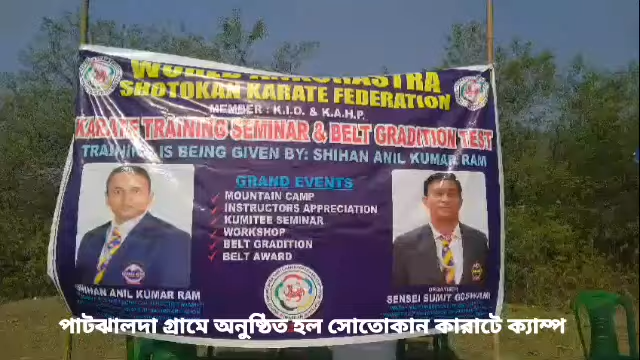 SHOTOKAN KARATE FEDERATION
MEMBER : K.I.O. & K.A.H.P.
KARATE TRAINING SEMINAR & BELT GRADITION TEST
TRAINING IS BEING GIVEN BY: SHIHAN ANIL KUMAR RAM
GRAND EVENTS
MOUNTAIN CAMP
INSTRUCTORS APPRECIATION
KUMITEE SEMINAR
WORKSHOP
BELT GRADITION
BELT AWARD
SHIHAN ANIL KUMAR RAM
SENSEI SUMIT GOSWAMI
পাটঝালদা গ্রামে অনুষ্ঠিত হল সোতোকান কারাটে ক্যাম্প